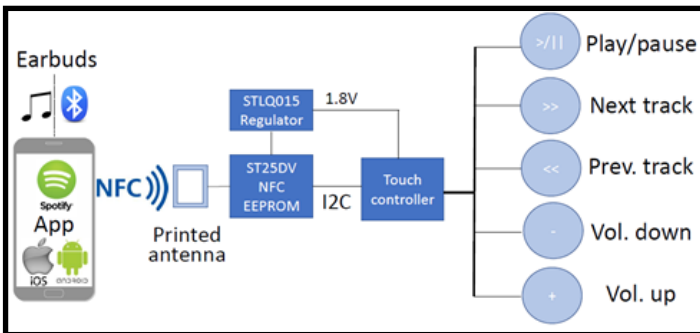 Earbuds
Spotify
App
iOS
ANDROID
NFC
Printed
antenna
STLQ015
Regulator
1.8V
ST25DV
NFC
EEPROM
I2C
Touch
controller
>/||
Play/pause
>>
Next track
<<
Prev. track
-
Vol. down
+
Vol. up